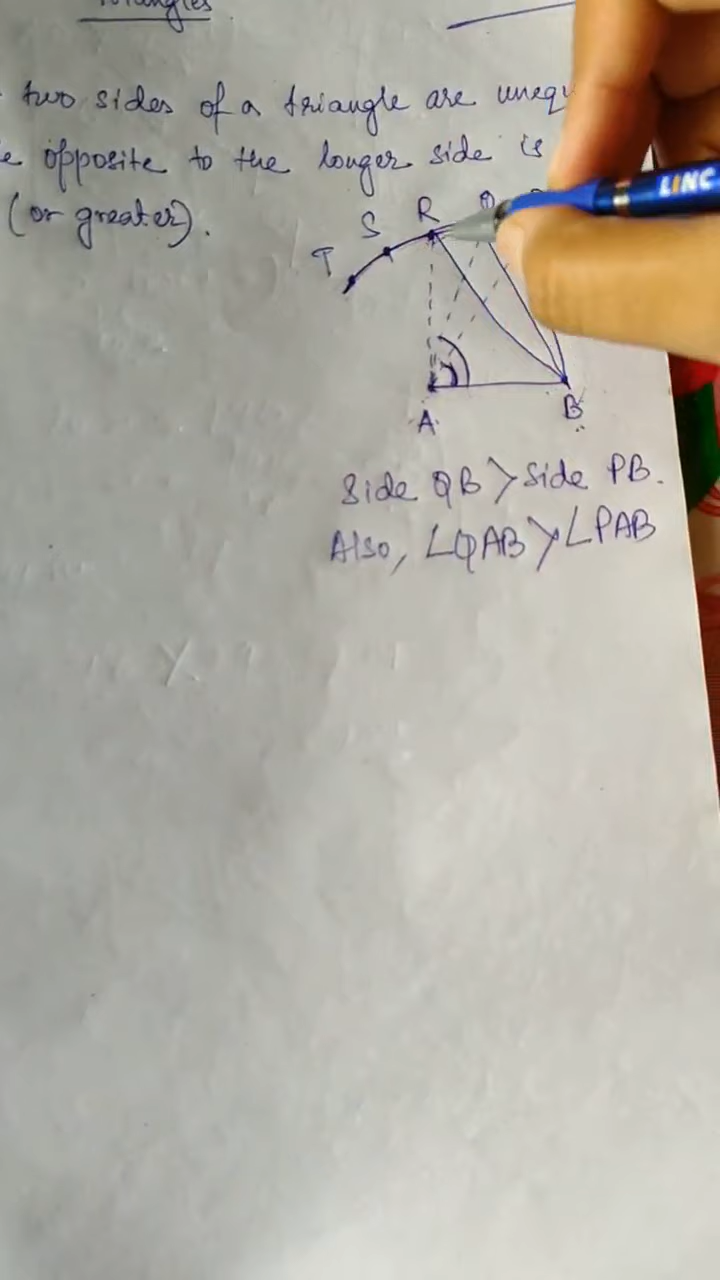 two sides of a triangle are
opposite to the longer side is
(or greater).
T S R
A B
Side QB > Side PB.
Also, ∠QAB > ∠PAB
LINC